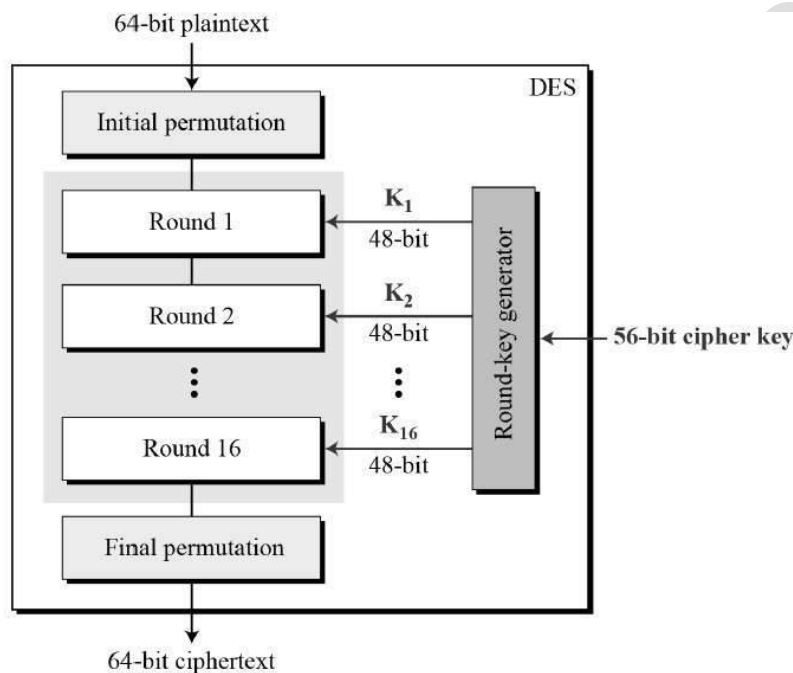 64-bit plaintext
DES
Initial permutation
Round 1
K₁
48-bit
Round 2
K₂
48-bit
Round-key generator
56-bit cipher key
Round 16
K₁₆
48-bit
Final permutation
64-bit ciphertext